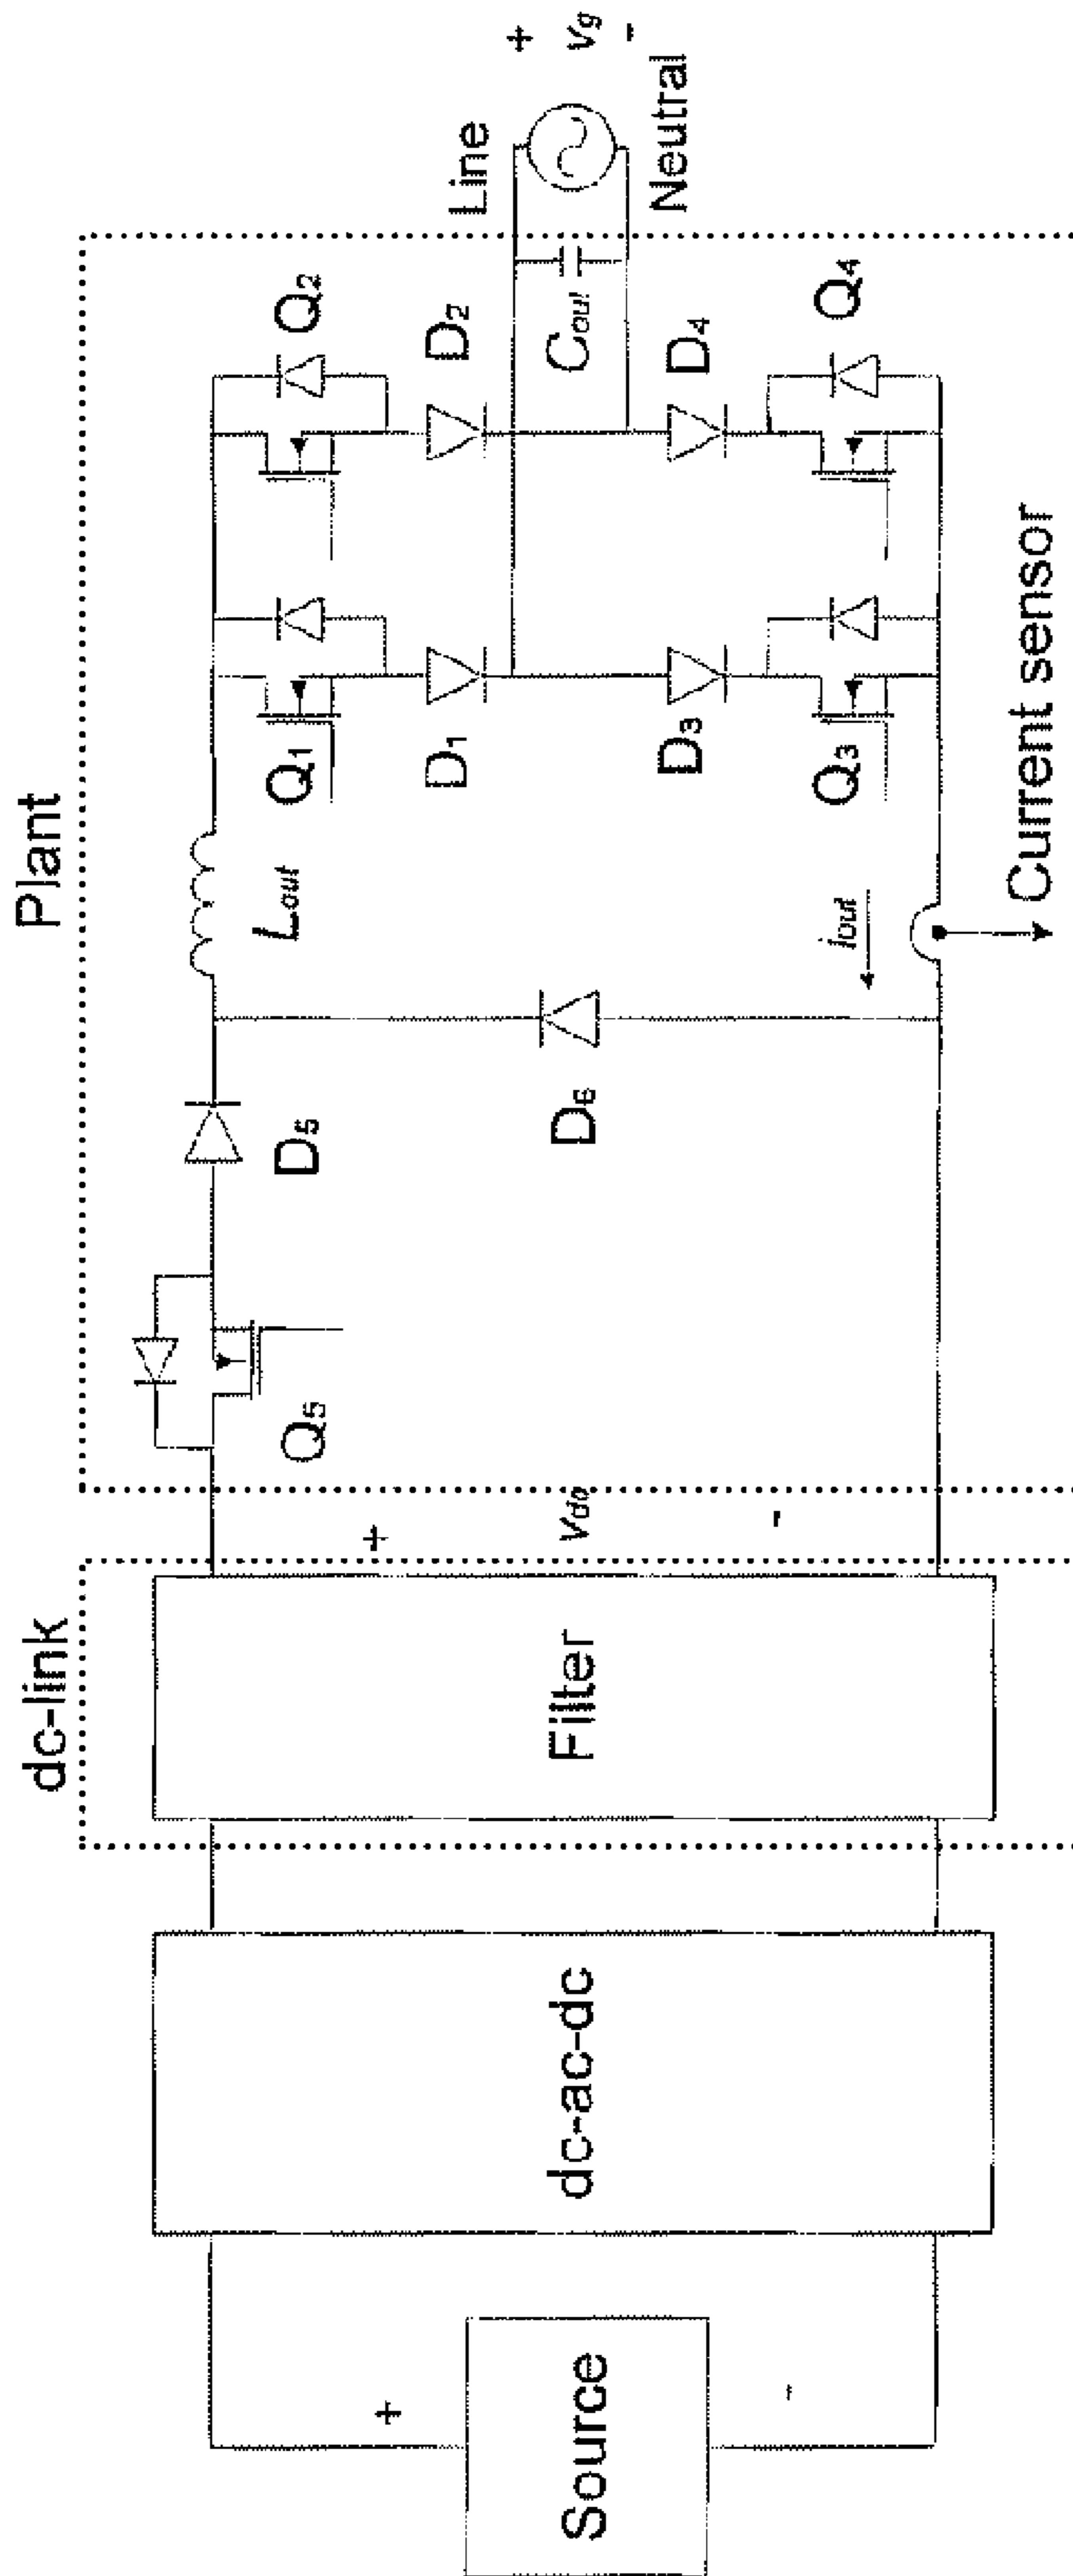 Plant
dc-link
Q5
D5
Lout
Q1
Q2
Line
+
vg
-
Neutral
D1
D2
Cout
D3
D4
Q3
Q4
D6
iout
Current sensor
+
Vdc
-
Filter
dc-ac-dc
+
Source
-